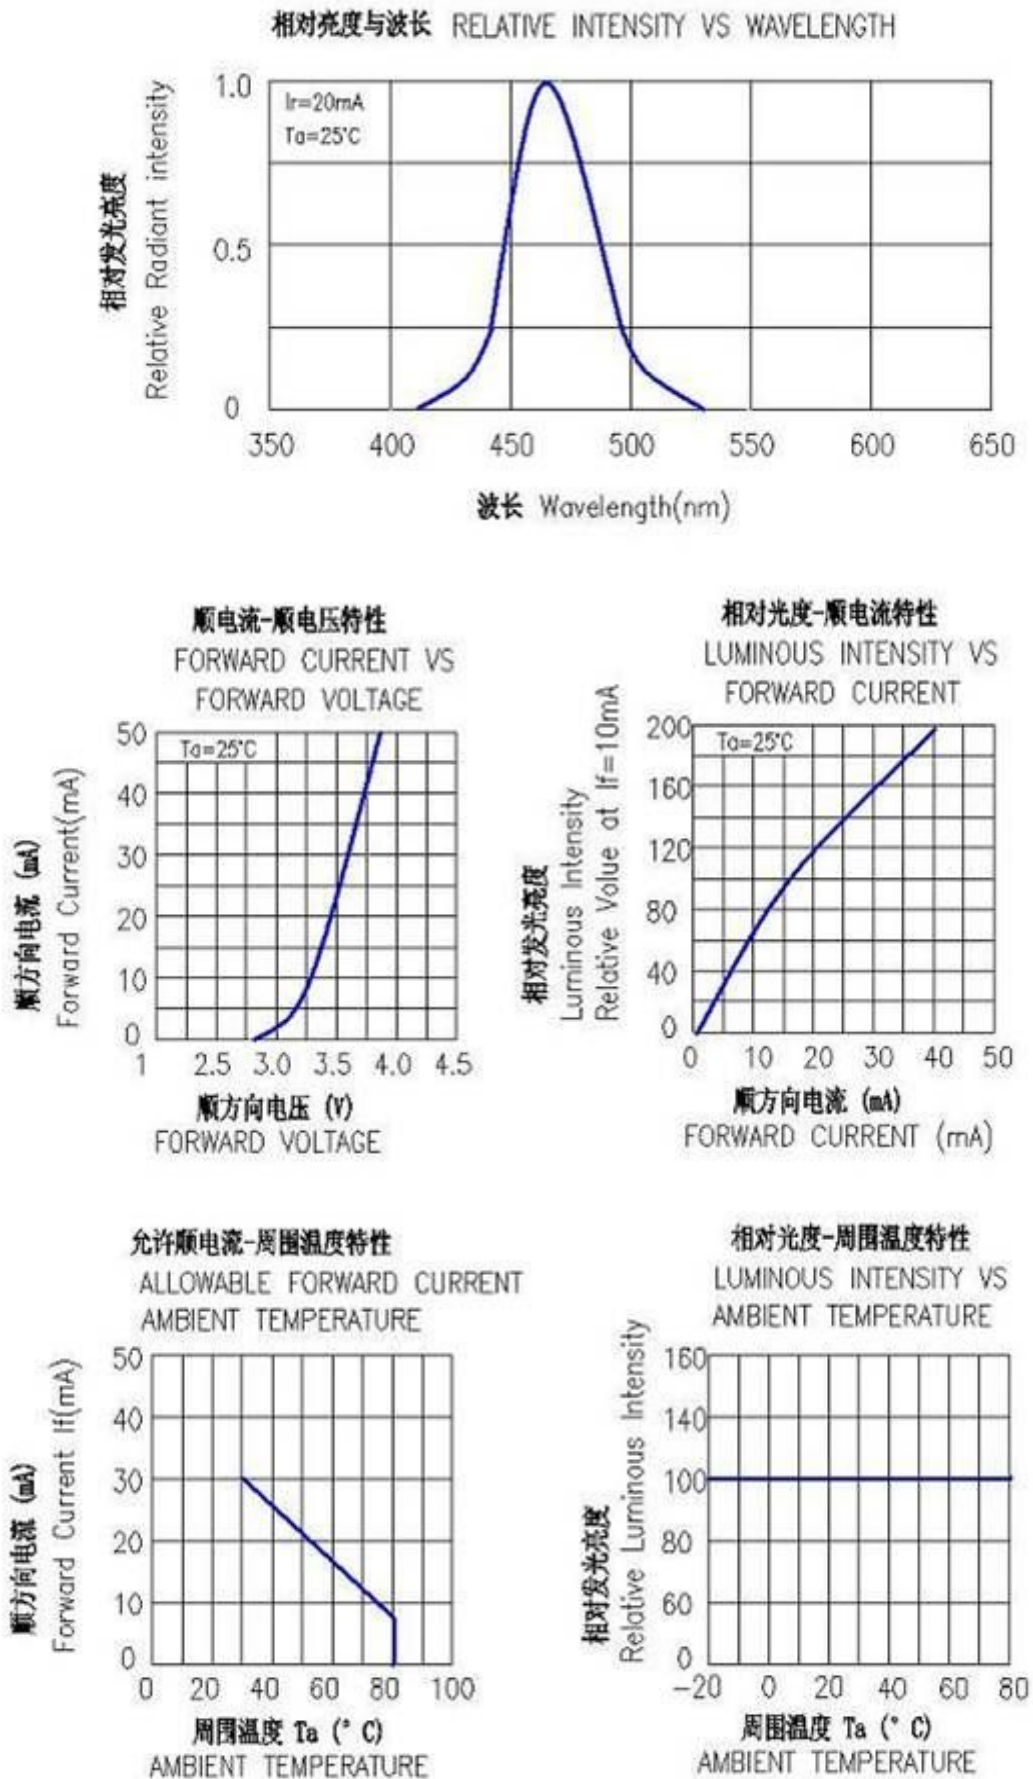 相对亮度与波长 RELATIVE INTENSITY VS WAVELENGTH
相对发光亮度
Relative Radiant intensity
1.0
0.5
0
Ir=20mA
Ta=25°C
350 400 450 500 550 600 650
波长 Wavelength(nm)
顺电流-顺电压特性
FORWARD CURRENT VS
FORWARD VOLTAGE
顺方向电流 (mA)
Forward Current(mA)
50
40
30
20
10
0
Ta=25°C
1 2.5 3.0 3.5 4.0 4.5
顺方向电压 (V)
FORWARD VOLTAGE
相对光度-顺电流特性
LUMINOUS INTENSITY VS
FORWARD CURRENT
相对发光亮度
Luminous Intensity
Relative Volue at If=10mA
200
160
120
80
40
0
Ta=25°C
0 10 20 30 40 50
顺方向电流 (mA)
FORWARD CURRENT (mA)
允许顺电流-周围温度特性
ALLOWABLE FORWARD CURRENT
AMBIENT TEMPERATURE
顺方向电流 (mA)
Forward Current If(mA)
50
40
30
20
10
0
0 20 40 60 80 100
周围温度 Ta (° C)
AMBIENT TEMPERATURE
相对光度-周围温度特性
LUMINOUS INTENSITY VS
AMBIENT TEMPERATURE
相对发光亮度
Relative Luminous Intensity
160
140
100
80
60
0
-20 0 20 40 60 80
周围温度 Ta (° C)
AMBIENT TEMPERATURE